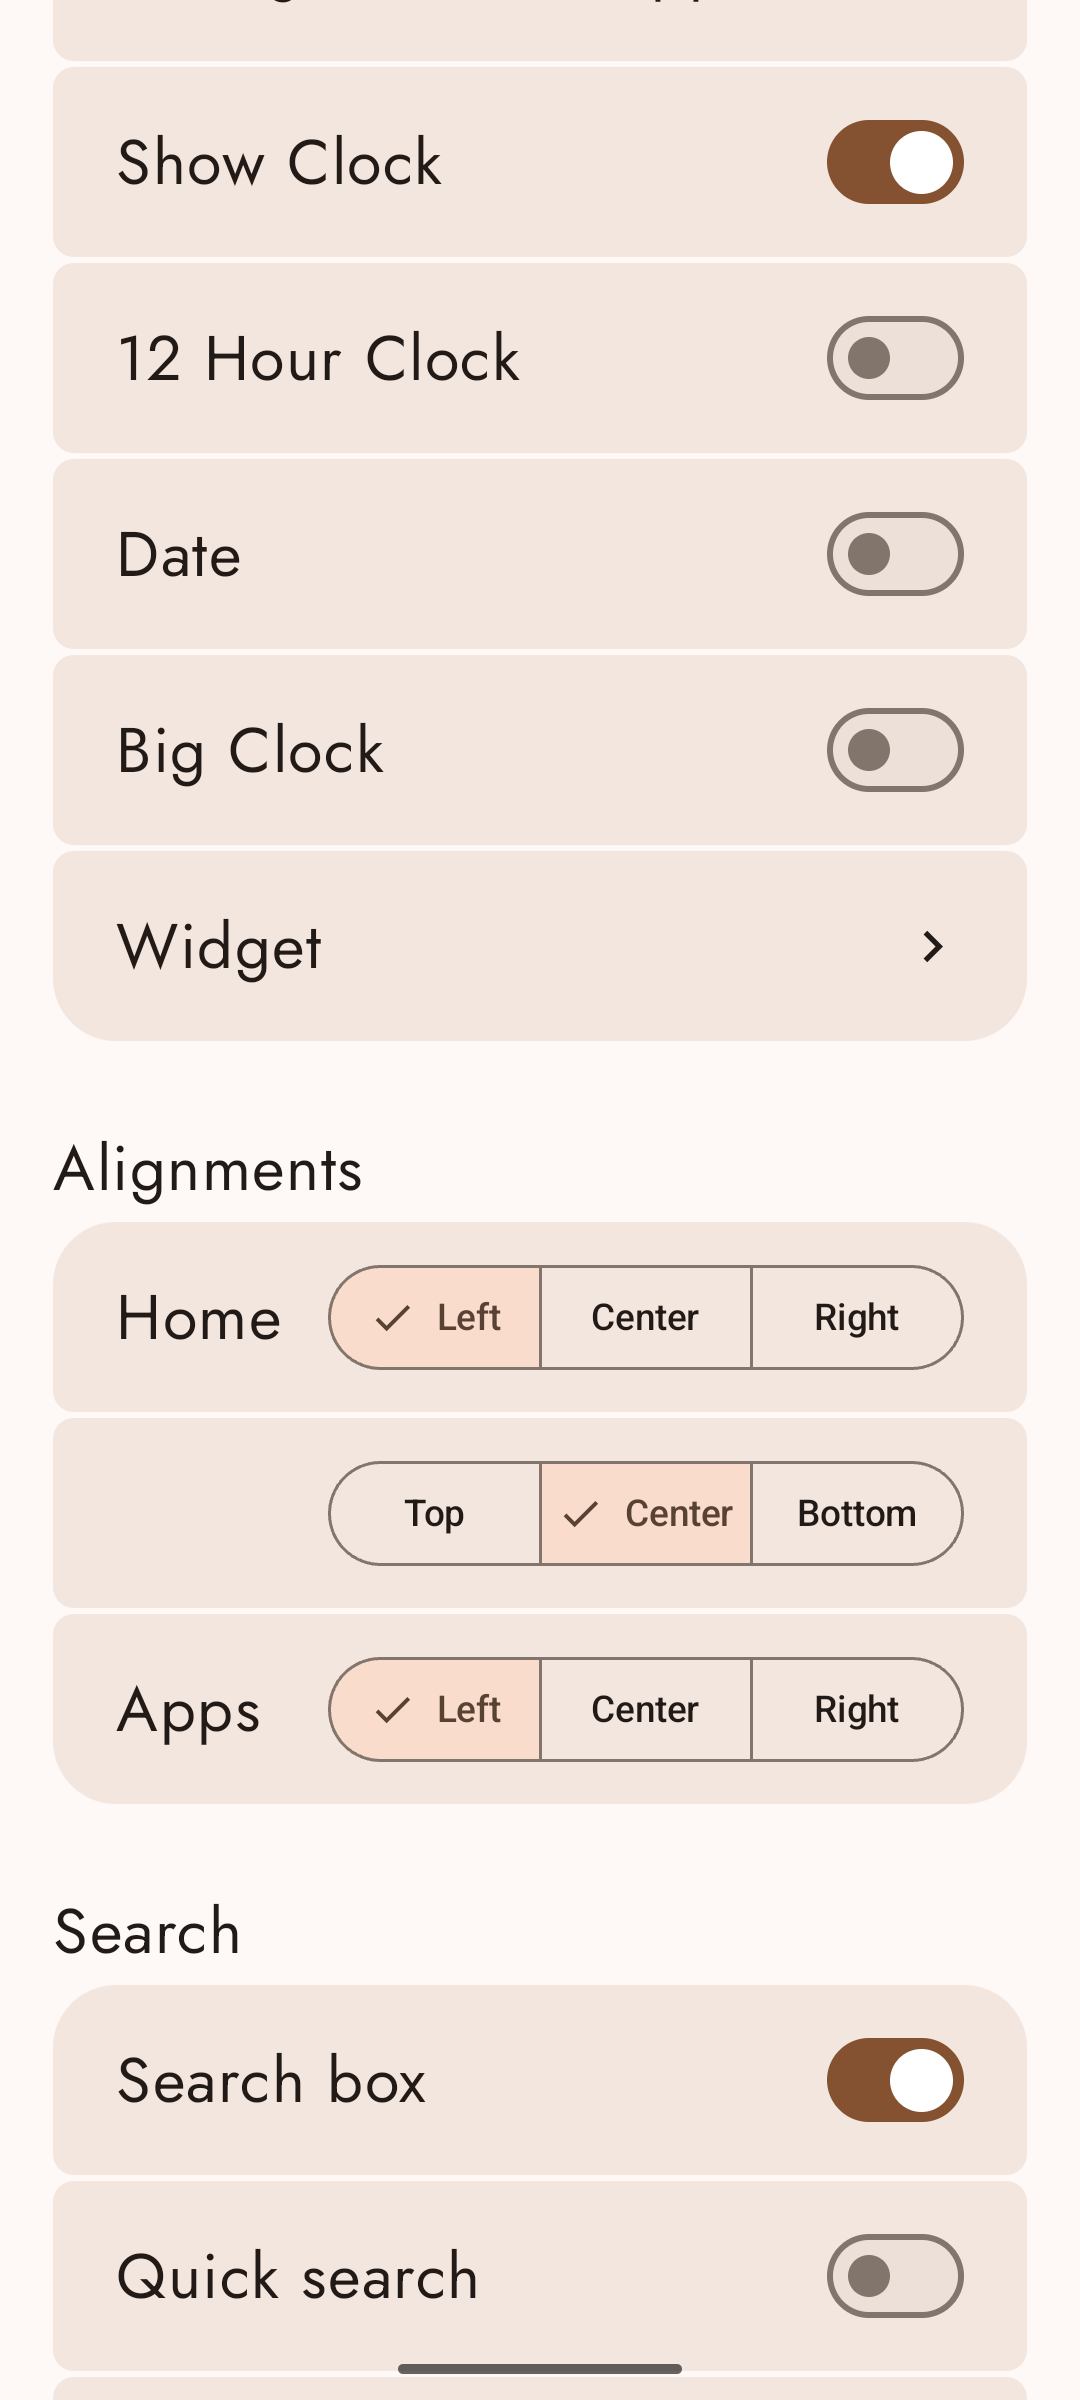 Show Clock
12 Hour Clock
Date
Big Clock
Widget
Alignments
Home Left Center Right
Top Center Bottom
Apps Left Center Right
Search
Search box
Quick search